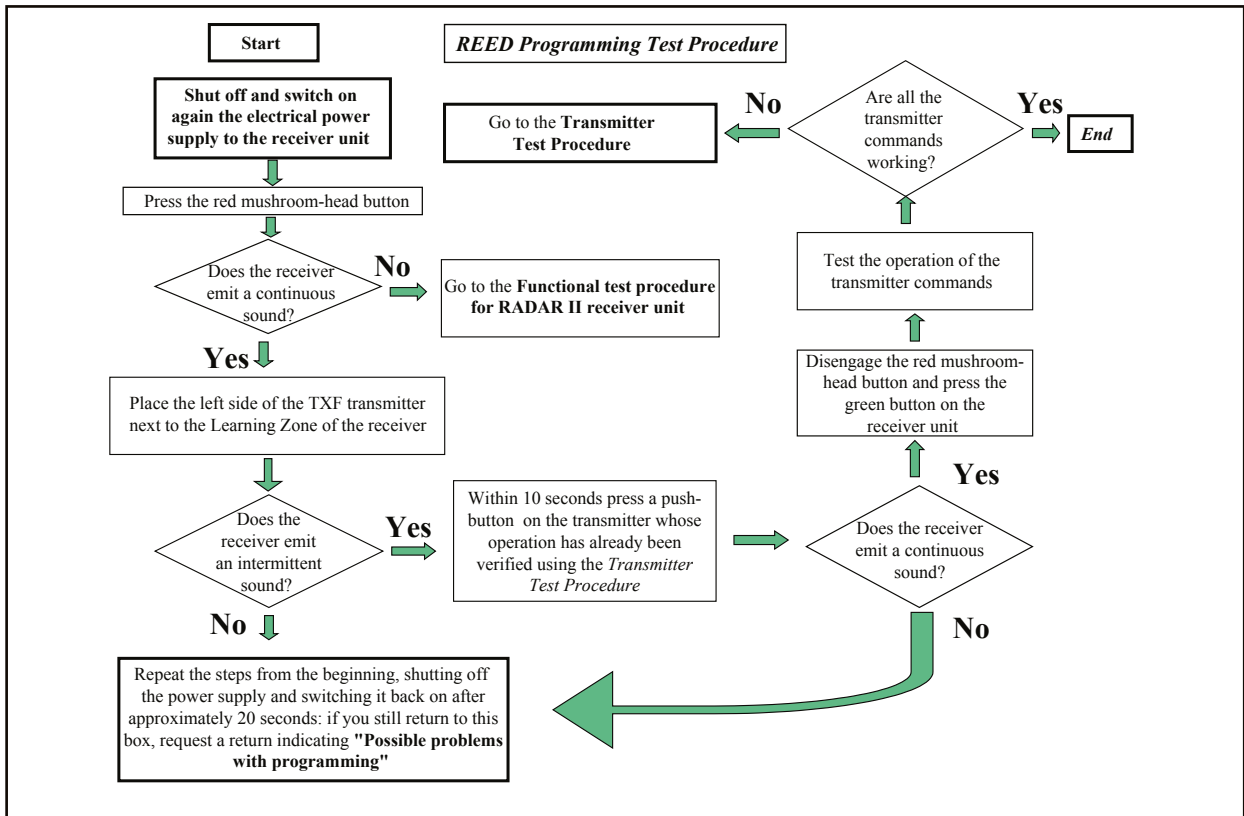 Start
REED Programming Test Procedure
Shut off and switch on
again the electrical power
supply to the receiver unit
Press the red mushroom-head button
Does the receiver
emit a continuous
sound?
No
Go to the Functional test procedure
for RADAR II receiver unit
Yes
Place the left side of the TXF transmitter
next to the Learning Zone of the receiver
Does the
receiver emit
an intermittent
sound?
Yes
No
Within 10 seconds press a push-
button on the transmitter whose
operation has already been
verified using the Transmitter
Test Procedure
Does the receiver
emit a continuous
sound?
Yes
No
Repeat the steps from the beginning, shutting off
the power supply and switching it back on after
approximately 20 seconds: if you still return to this
box, request a return indicating "Possible problems
with programming"
Disengage the red mushroom-
head button and press the
green button on the
receiver unit
Test the operation of the
transmitter commands
Are all the
transmitter
commands
working?
No
Go to the Transmitter
Test Procedure
Yes
End